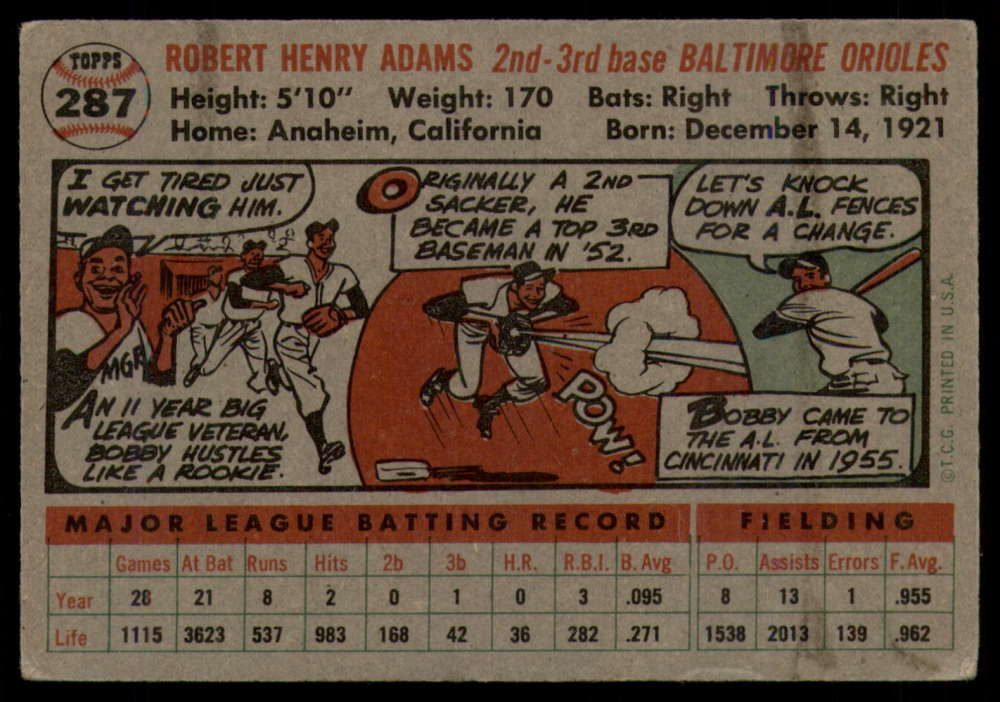 TOPPS
287
ROBERT HENRY ADAMS 2nd-3rd base BALTIMORE ORIOLES
Height: 5'10" Weight: 170 Bats: Right Throws: Right
Home: Anaheim, California Born: December 14, 1921
I GET TIRED JUST
WATCHING HIM.
MGR.
AN 11 YEAR BIG
LEAGUE VETERAN,
BOBBY HUSTLES
LIKE A ROOKIE.
ORIGINALLY A 2ND
SACKER, HE
BECAME A TOP 3RD
BASEMAN IN '52.
POW!
LET'S KNOCK
DOWN A.L. FENCES
FOR A CHANGE.
BOBBY CAME TO
THE A.L. FROM
CINCINNATI IN 1955.
©T.C.G. PRINTED IN U.S.A.
MAJOR LEAGUE BATTING RECORD FIELDING
Games At Bat Runs Hits 2b 3b H.R. R.B.I. B. Avg P.O. Assists Errors F. Avg.
Year 28 21 8 2 0 1 0 3 .095 8 13 1 .955
Life 1115 3623 537 983 168 42 36 282 .271 1538 2013 139 .962